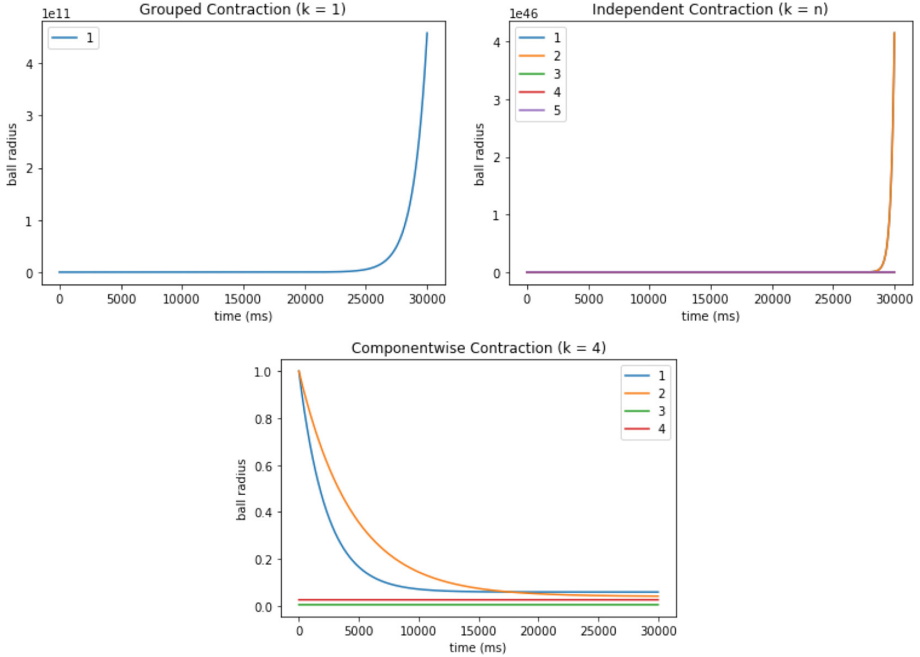 Grouped Contraction (k = 1)
1e11
1
4
3
2
1
0
ball radius
0 5000 10000 15000 20000 25000 30000
time (ms)
Independent Contraction (k = n)
1e46
1
2
3
4
5
4
3
2
1
0
ball radius
0 5000 10000 15000 20000 25000 30000
time (ms)
Componentwise Contraction (k = 4)
1
2
3
4
1.0
0.8
0.6
0.4
0.2
0.0
ball radius
0 5000 10000 15000 20000 25000 30000
time (ms)